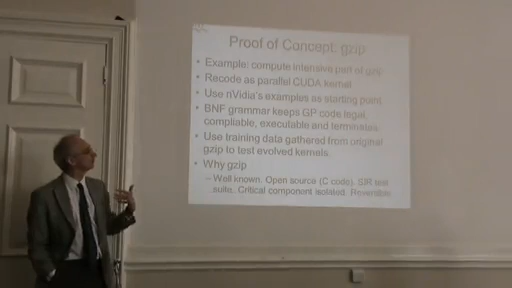 Proof of Concept: gzip
• Example: compute intensive part of gzip
• Recode as parallel CUDA kernel
• Use nVidia's examples as starting point
• BNF grammar keeps GP code legal,
compliable, executable and terminates.
• Use training data gathered from original
gzip to test evolved kernels.
• Why gzip
– Well known. Open source (C code). SIR test
suite. Critical component isolated. Reversible